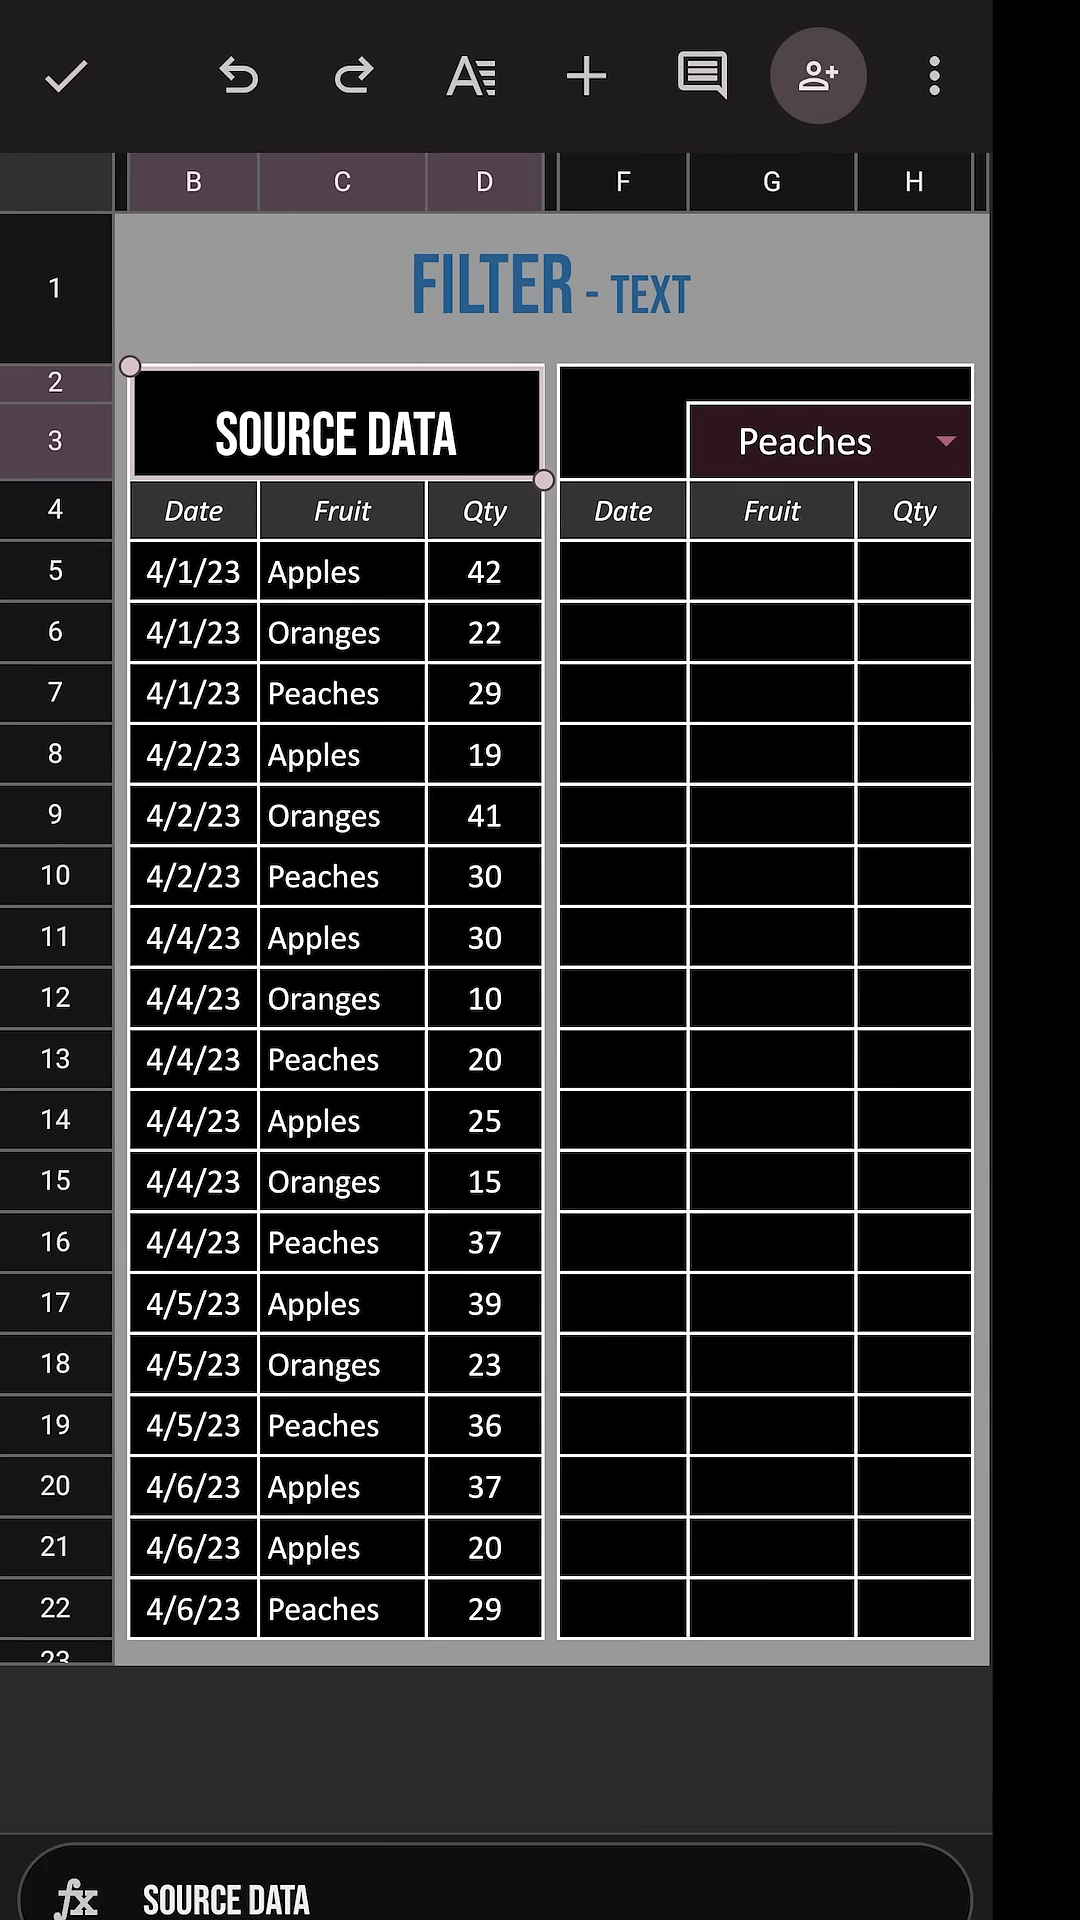 B C D F G H
1 FILTER - TEXT
2
3 SOURCE DATA Peaches
4 Date Fruit Qty Date Fruit Qty
5 4/1/23 Apples 42
6 4/1/23 Oranges 22
7 4/1/23 Peaches 29
8 4/2/23 Apples 19
9 4/2/23 Oranges 41
10 4/2/23 Peaches 30
11 4/4/23 Apples 30
12 4/4/23 Oranges 10
13 4/4/23 Peaches 20
14 4/4/23 Apples 25
15 4/4/23 Oranges 15
16 4/4/23 Peaches 37
17 4/5/23 Apples 39
18 4/5/23 Oranges 23
19 4/5/23 Peaches 36
20 4/6/23 Apples 37
21 4/6/23 Apples 20
22 4/6/23 Peaches 29
23
fx SOURCE DATA